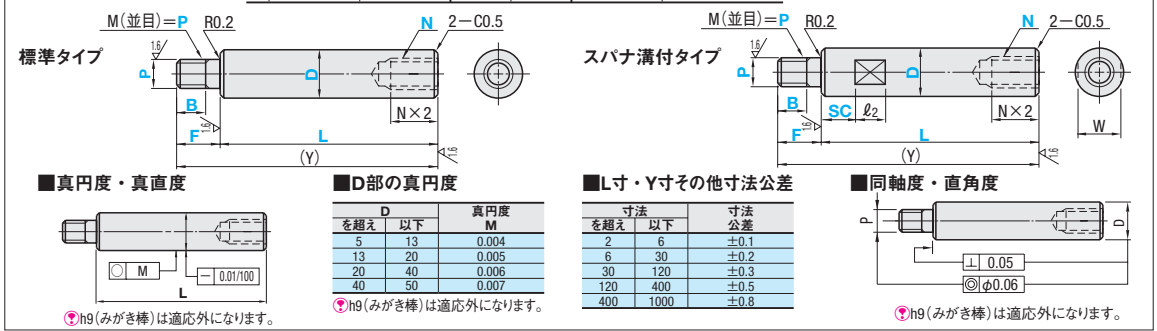 標準タイプ
M(並目)=P R0.2 N 2−C0.5
1.6
P
D
B
N×2
F
1.6
L
(Y)
1.6
スパナ溝付タイプ
M(並目)=P R0.2 N 2−C0.5
1.6
P
D
B
SC ℓ2 N×2
W
F
1.6
L
(Y)
1.6
■真円度・真直度
○ M
− 0.01/100
L
h9(みがき棒)は適応外になります。
■D部の真円度
D 真円度
を超え 以下 M
5 13 0.004
13 20 0.005
20 40 0.006
40 50 0.007
h9(みがき棒)は適応外になります。
■L寸・Y寸その他寸法公差
寸法 寸法
を超え 以下 公差
2 6 ±0.1
6 30 ±0.2
30 120 ±0.3
120 400 ±0.5
400 1000 ±0.8
■同軸度・直角度
P
D
⊥ 0.05
◎ φ0.06
h9(みがき棒)は適応外になります。